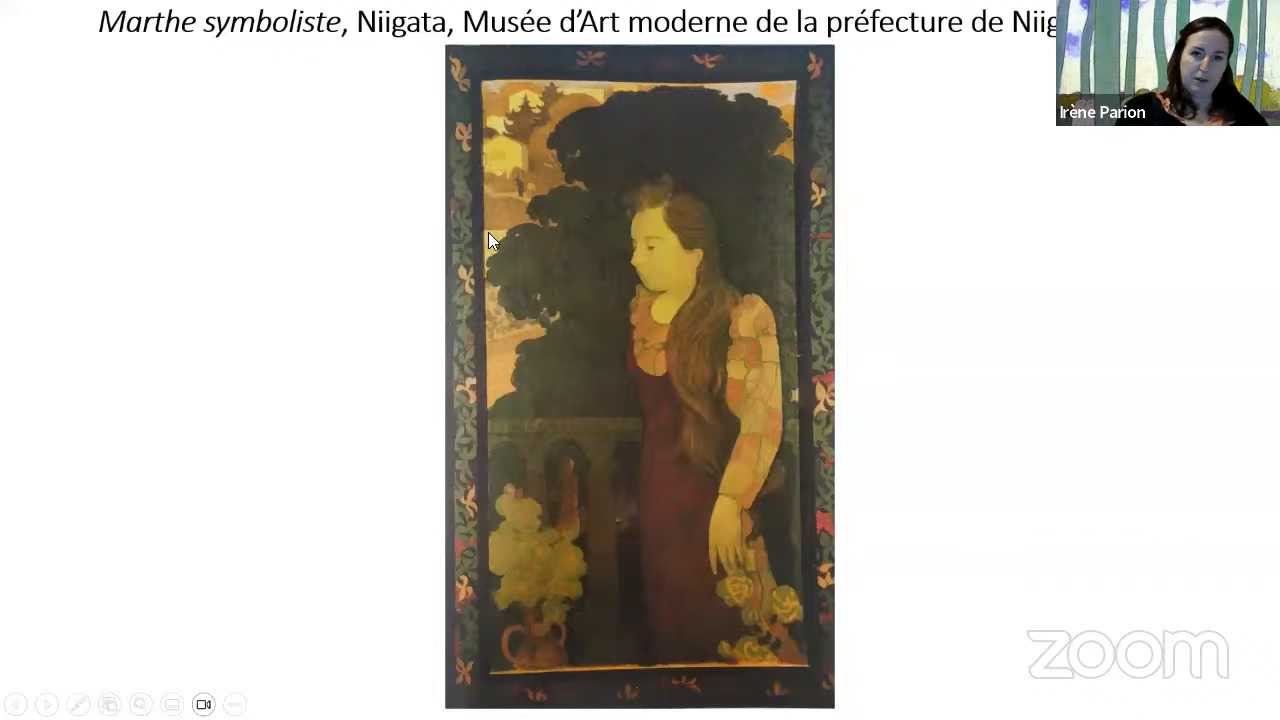 Marthe symboliste, Niigata, Musée d’Art moderne de la préfecture de Niig
Irène Parion
zoom